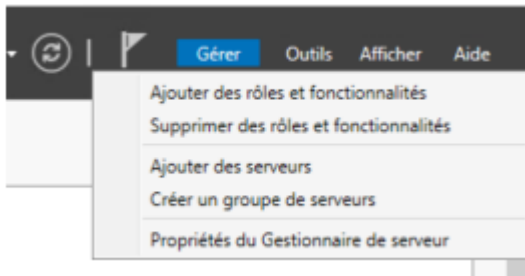 Gérer Outils Afficher Aide
Ajouter des rôles et fonctionnalités
Supprimer des rôles et fonctionnalités
Ajouter des serveurs
Créer un groupe de serveurs
Propriétés du Gestionnaire de serveur